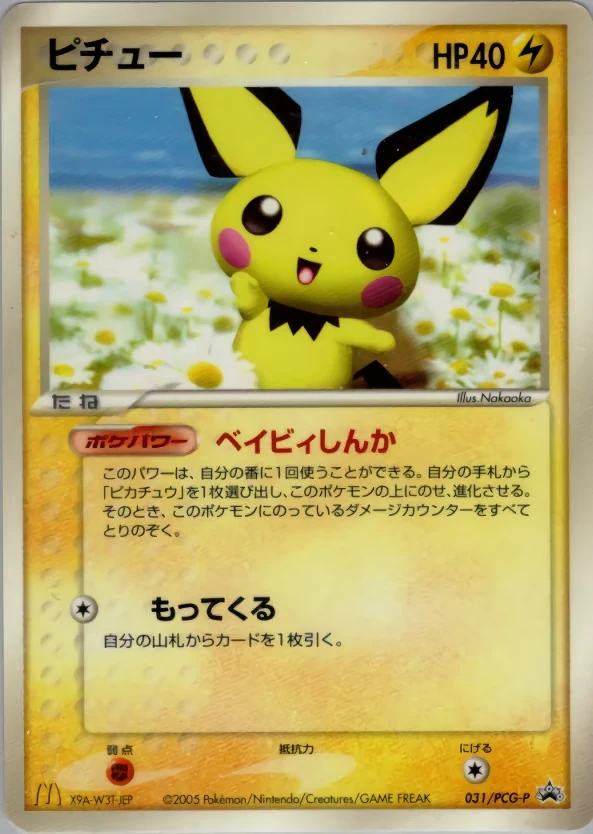 ピチュー HP40
たね Illus.Nakaoka
ポケパワー ベイビィしんか
このパワーは、自分の番に1回使うことができる。自分の手札から
「ピカチュウ」を1枚選び出し、このポケモンの上にのせ、進化させる。
そのとき、このポケモンにのっているダメージカウンターをすべて
とりのぞく。
もってくる
自分の山札からカードを1枚引く。
弱点 抵抗力 にげる
X9A-W3T-JEP ©2005 Pokémon/Nintendo/Creatures/GAME FREAK 031/PCG-P